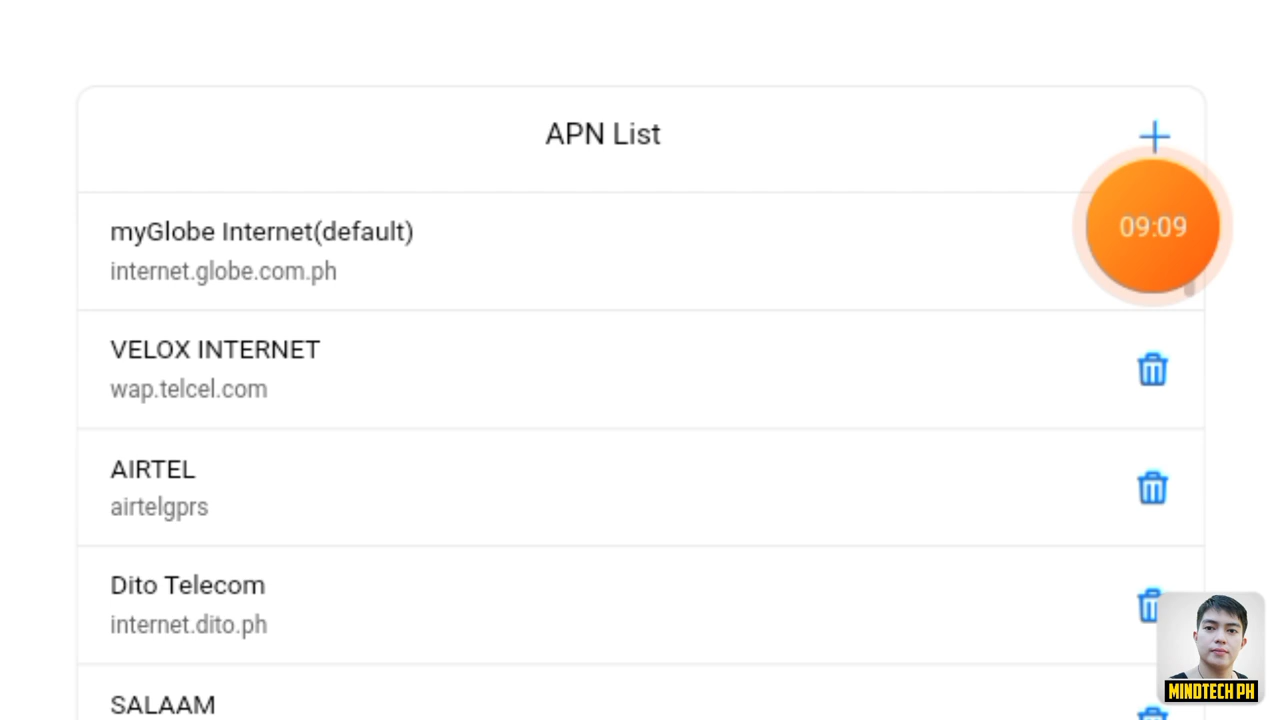 APN List
myGlobe Internet(default)
internet.globe.com.ph
09:09
VELOX INTERNET
wap.telcel.com
AIRTEL
airtelgprs
Dito Telecom
internet.dito.ph
SALAAM
MINDTECH PH